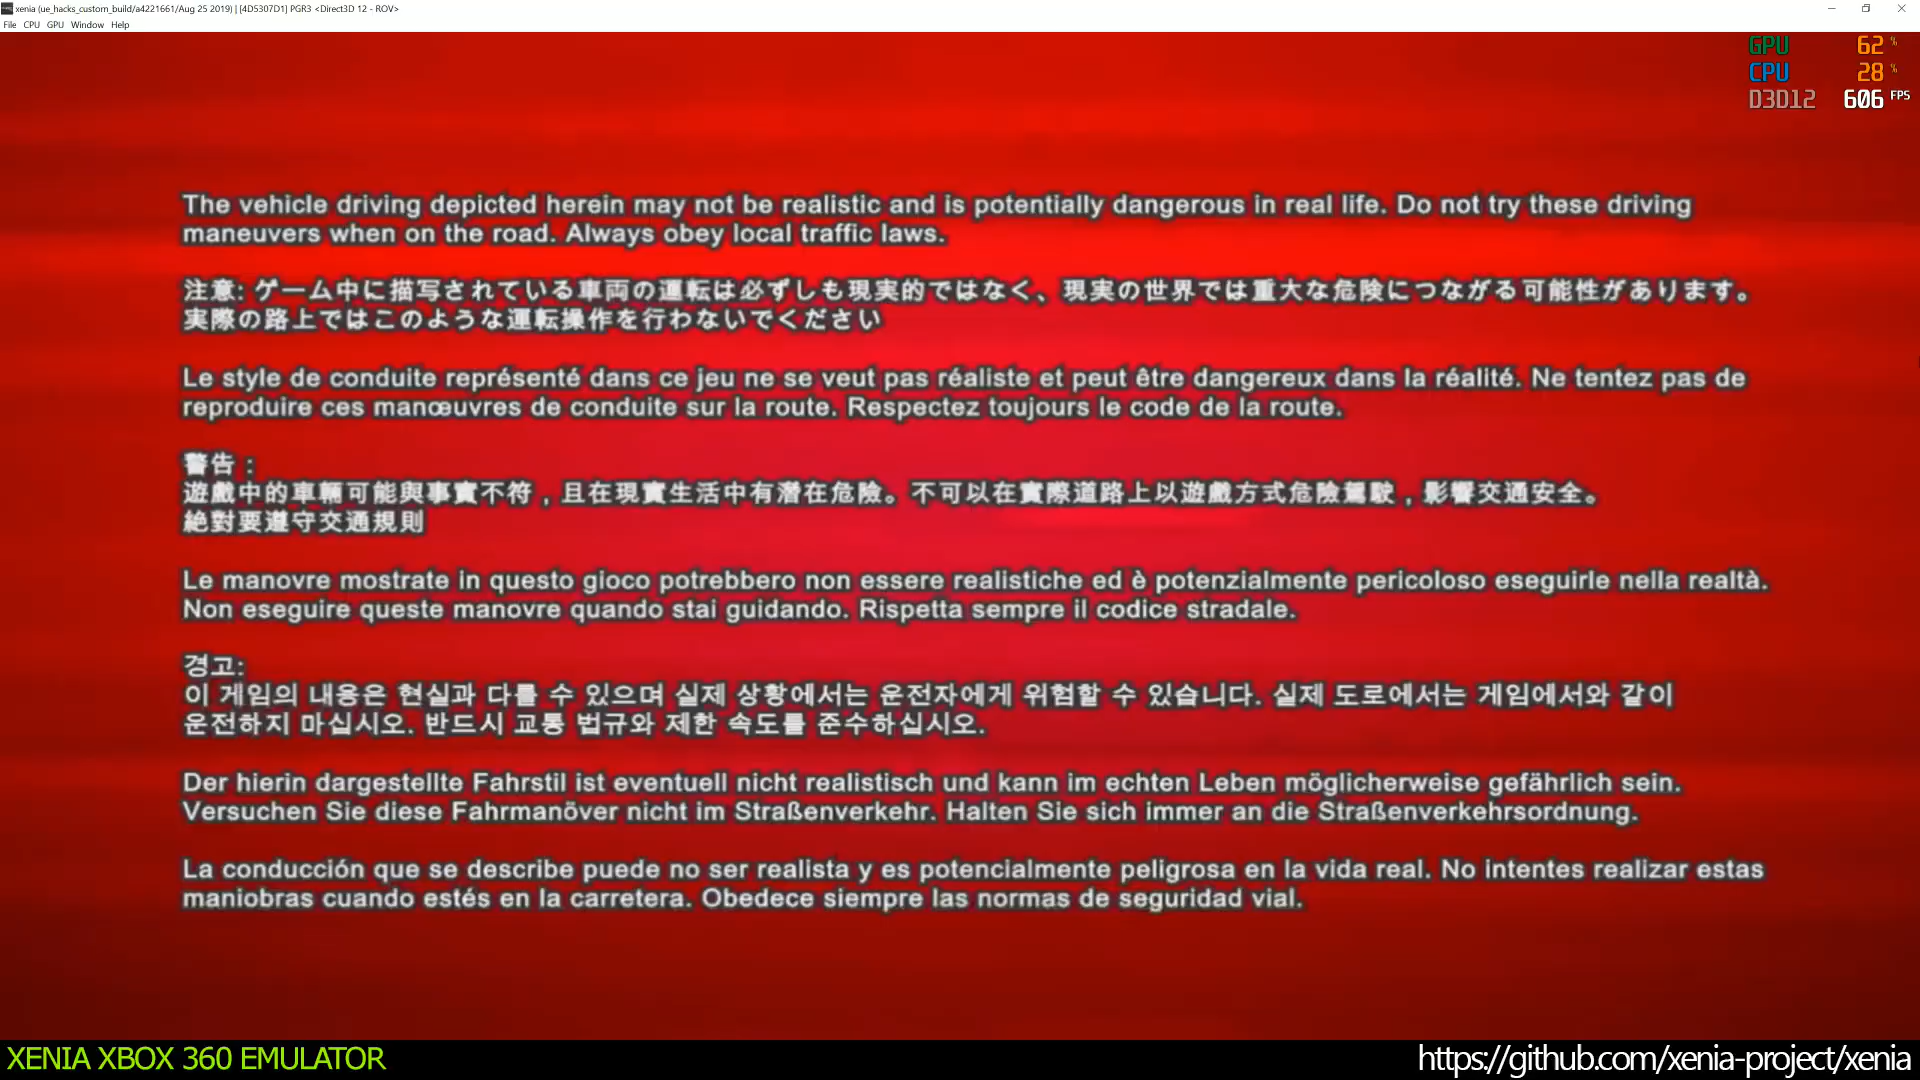 xenia (ue_hacks_custom_build/a4221661/Aug 25 2019) | [4D5307D1] PGR3 <Direct3D 12 - ROV>
File CPU GPU Window Help
GPU 62 %
CPU 28 %
D3D12 606 FPS
The vehicle driving depicted herein may not be realistic and is potentially dangerous in real life. Do not try these driving
maneuvers when on the road. Always obey local traffic laws.
注意: ゲーム中に描写されている車両の運転は必ずしも現実的ではなく、現実の世界では重大な危険につながる可能性があります。
実際の路上ではこのような運転操作を行わないでください
Le style de conduite représenté dans ce jeu ne se veut pas réaliste et peut être dangereux dans la réalité. Ne tentez pas de
reproduire ces manœuvres de conduite sur la route. Respectez toujours le code de la route.
警告：
遊戲中的車輛可能與事實不符，且在現實生活中有潛在危險。不可以在實際道路上以遊戲方式危險駕駛，影響交通安全。
絕對要遵守交通規則
Le manovre mostrate in questo gioco potrebbero non essere realistiche ed è potenzialmente pericoloso eseguirle nella realtà.
Non eseguire queste manovre quando stai guidando. Rispetta sempre il codice stradale.
경고:
이 게임의 내용은 현실과 다를 수 있으며 실제 상황에서는 운전자에게 위험할 수 있습니다. 실제 도로에서는 게임에서와 같이
운전하지 마십시오. 반드시 교통 법규와 제한 속도를 준수하십시오.
Der hierin dargestellte Fahrstil ist eventuell nicht realistisch und kann im echten Leben möglicherweise gefährlich sein.
Versuchen Sie diese Fahrmanöver nicht im Straßenverkehr. Halten Sie sich immer an die Straßenverkehrsordnung.
La conducción que se describe puede no ser realista y es potencialmente peligrosa en la vida real. No intentes realizar estas
maniobras cuando estés en la carretera. Obedece siempre las normas de seguridad vial.
XENIA XBOX 360 EMULATOR
https://github.com/xenia-project/xenia